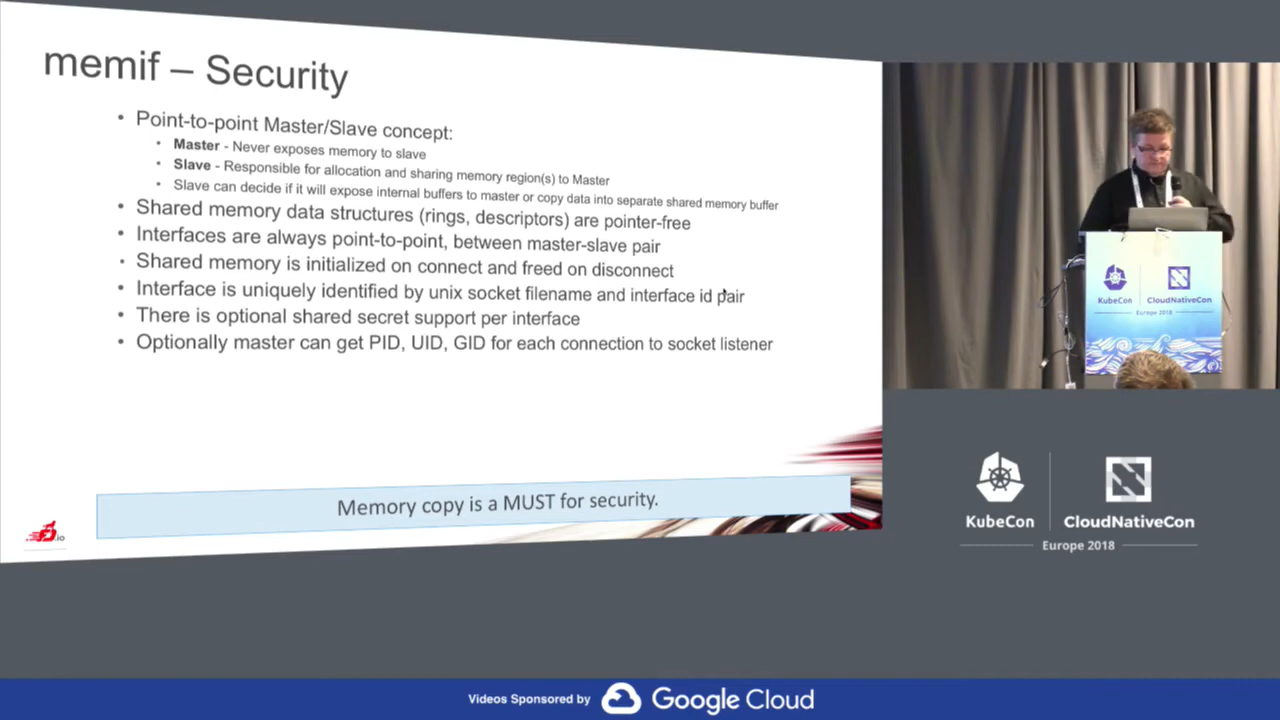 memif – Security
• Point-to-point Master/Slave concept:
• Master - Never exposes memory to slave
• Slave - Responsible for allocation and sharing memory region(s) to Master
• Slave can decide if it will expose internal buffers to master or copy data into separate shared memory buffer
• Shared memory data structures (rings, descriptors) are pointer-free
• Interfaces are always point-to-point, between master-slave pair
• Shared memory is initialized on connect and freed on disconnect
• Interface is uniquely identified by unix socket filename and interface id pair
• There is optional shared secret support per interface
• Optionally master can get PID, UID, GID for each connection to socket listener
Memory copy is a MUST for security.
.io
KubeCon
CloudNativeCon
Europe 2018
KubeCon
CloudNativeCon
Europe 2018
Videos Sponsored by Google Cloud